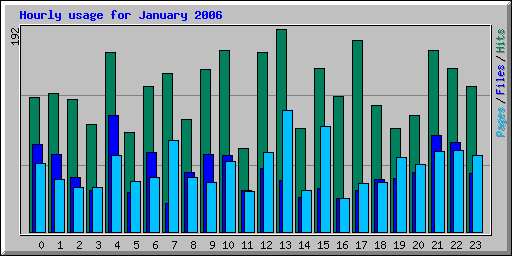 Hourly usage for January 2006
192
Pages/Files/Hits
0 1 2 3 4 5 6 7 8 9 10 11 12 13 14 15 16 17 18 19 20 21 22 23